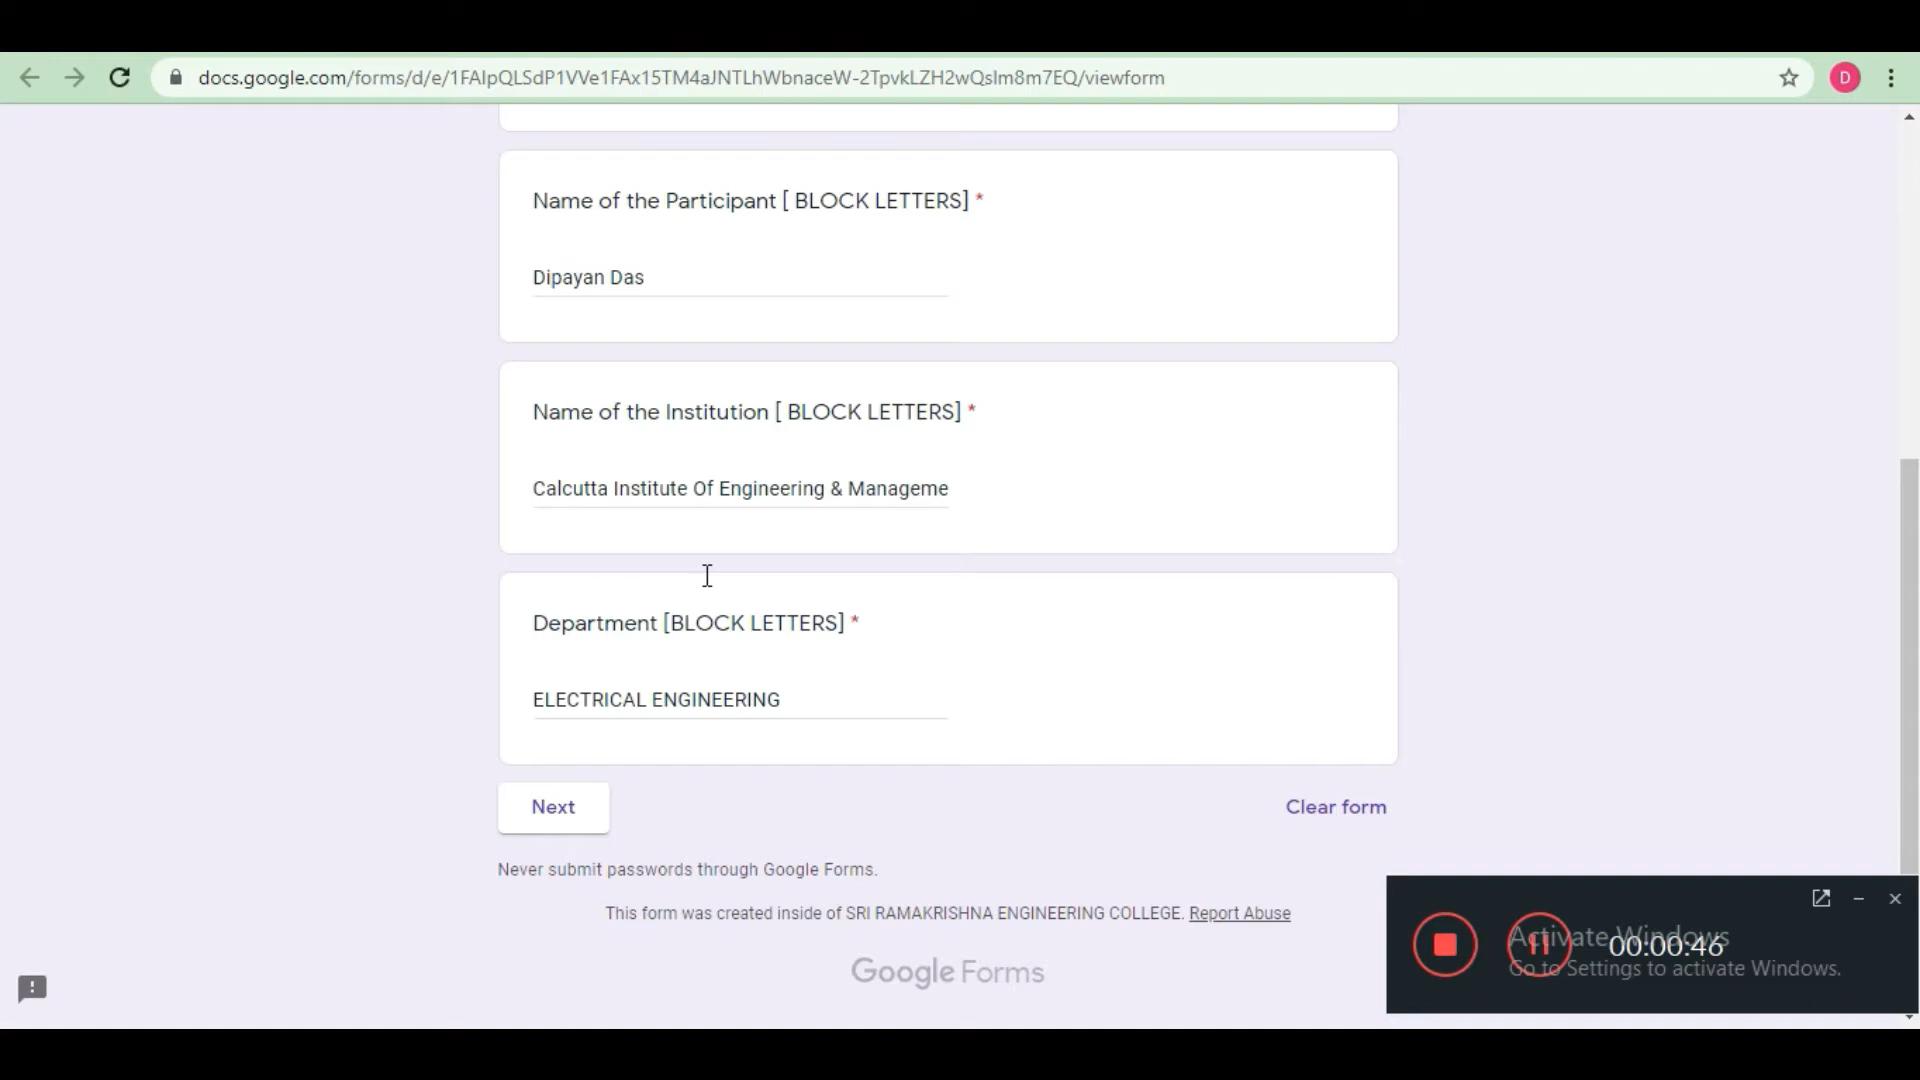 docs.google.com/forms/d/e/1FAIpQLSdP1VVe1FAx15TM4aJNTLhWbnaceW-2TpvkLZH2wQsIm8m7EQ/viewform
D
Name of the Participant [ BLOCK LETTERS] *
Dipayan Das
Name of the Institution [ BLOCK LETTERS] *
Calcutta Institute Of Engineering & Manageme
Department [BLOCK LETTERS] *
ELECTRICAL ENGINEERING
Next
Clear form
Never submit passwords through Google Forms.
This form was created inside of SRI RAMAKRISHNA ENGINEERING COLLEGE. Report Abuse
Google Forms
Activate Windows
00:00:46
Go to Settings to activate Windows.